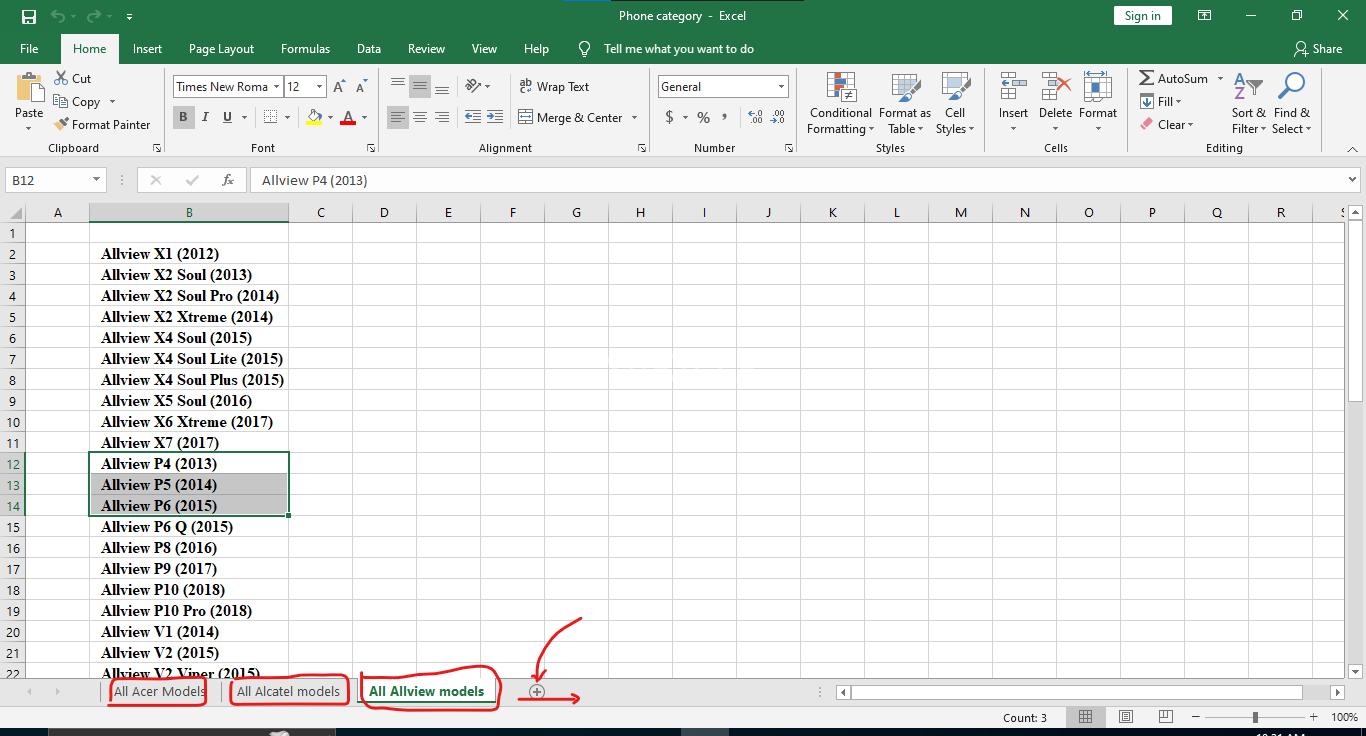 Phone category - Excel
Sign in
File Home Insert Page Layout Formulas Data Review View Help Tell me what you want to do Share
Paste
Cut
Copy
Format Painter
Clipboard
Times New Roma 12
B I U
Font
Wrap Text
Merge & Center
Alignment
General
$ % ,
Number
Conditional Formatting
Format as Table
Cell Styles
Styles
Insert Delete Format
Cells
AutoSum
Fill
Clear
Sort & Filter
Find & Select
Editing
B12 fx Allview P4 (2013)
A B C D E F G H I J K L M N O P Q R S
1
2 Allview X1 (2012)
3 Allview X2 Soul (2013)
4 Allview X2 Soul Pro (2014)
5 Allview X2 Xtreme (2014)
6 Allview X4 Soul (2015)
7 Allview X4 Soul Lite (2015)
8 Allview X4 Soul Plus (2015)
9 Allview X5 Soul (2016)
10 Allview X6 Xtreme (2017)
11 Allview X7 (2017)
12 Allview P4 (2013)
13 Allview P5 (2014)
14 Allview P6 (2015)
15 Allview P6 Q (2015)
16 Allview P8 (2016)
17 Allview P9 (2017)
18 Allview P10 (2018)
19 Allview P10 Pro (2018)
20 Allview V1 (2014)
21 Allview V2 (2015)
22 Allview V2 Viper (2015)
All Acer Models All Alcatel models All Allview models
Count: 3 100%